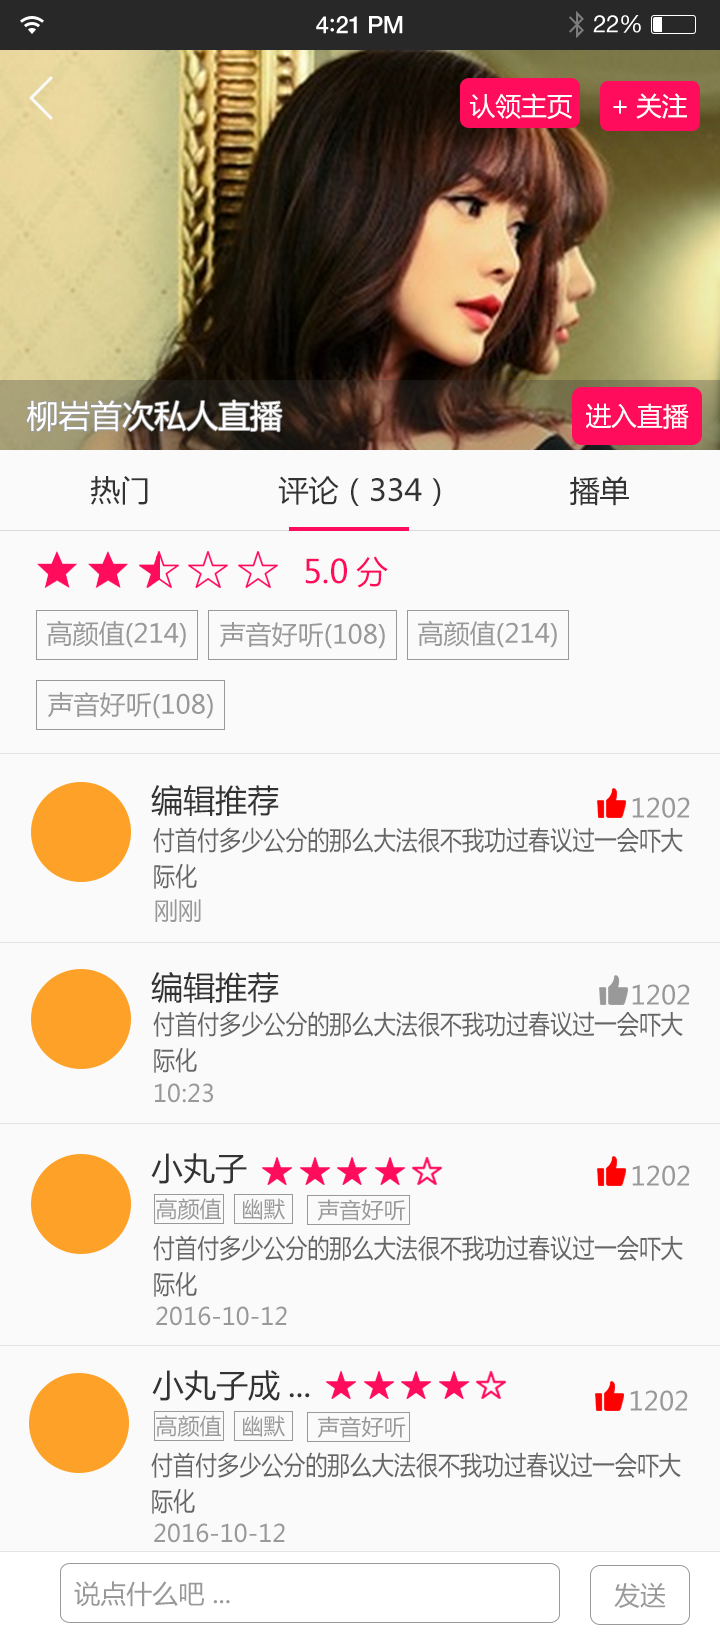 4:21 PM
22%
认领主页
+ 关注
柳岩首次私人直播
进入直播
热门
评论（334）
播单
5.0 分
高颜值(214)
声音好听(108)
高颜值(214)
声音好听(108)
编辑推荐
1202
付首付多少公分的那么大法很不我功过春议过一会吓大
际化
刚刚
编辑推荐
1202
付首付多少公分的那么大法很不我功过春议过一会吓大
际化
10:23
小丸子
1202
高颜值 幽默 声音好听
付首付多少公分的那么大法很不我功过春议过一会吓大
际化
2016-10-12
小丸子成 ...
1202
高颜值 幽默 声音好听
付首付多少公分的那么大法很不我功过春议过一会吓大
际化
2016-10-12
说点什么吧 ...
发送